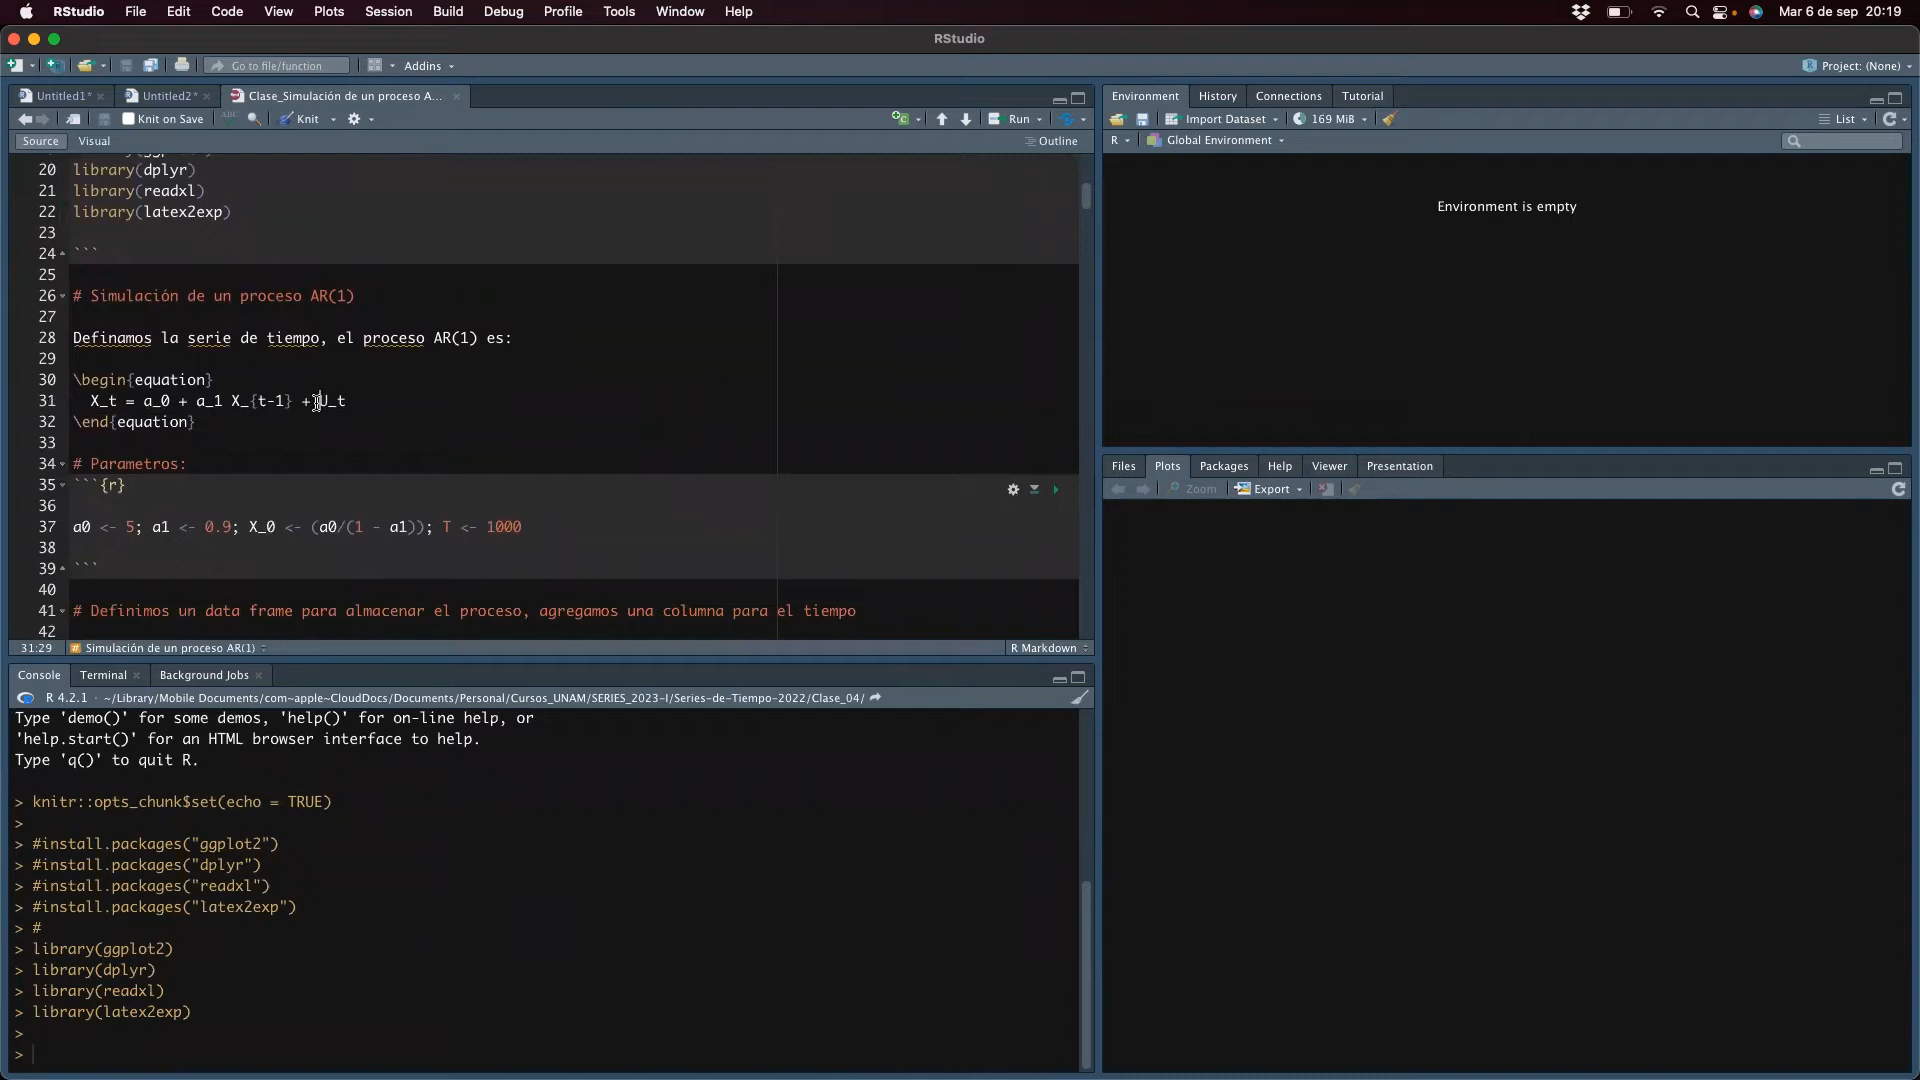 RStudio File Edit Code View Plots Session Build Debug Profile Tools Window Help Mar 6 de sep 20:19
RStudio
Go to file/function Addins Project: (None)
Untitled1* Untitled2* Clase_Simulación de un proceso A...
Knit on Save ABC Knit Run
Source Visual Outline
20 library(dplyr)
21 library(readxl)
22 library(latex2exp)
23
24 ```
25
26 # Simulación de un proceso AR(1)
27
28 Definamos la serie de tiempo, el proceso AR(1) es:
29
30 \begin{equation}
31 X_t = a_0 + a_1 X_{t-1} + U_t
32 \end{equation}
33
34 # Parametros:
35 ```{r}
36
37 a0 <- 5; a1 <- 0.9; X_0 <- (a0/(1 - a1)); T <- 1000
38
39 ```
40
41 # Definimos un data frame para almacenar el proceso, agregamos una columna para el tiempo
42
31:29 # Simulación de un proceso AR(1) R Markdown
Console Terminal Background Jobs
R 4.2.1 · ~/Library/Mobile Documents/com~apple~CloudDocs/Documents/Personal/Cursos_UNAM/SERIES_2023-I/Series-de-Tiempo-2022/Clase_04/
Type 'demo()' for some demos, 'help()' for on-line help, or
'help.start()' for an HTML browser interface to help.
Type 'q()' to quit R.
> knitr::opts_chunk$set(echo = TRUE)
>
> #install.packages("ggplot2")
> #install.packages("dplyr")
> #install.packages("readxl")
> #install.packages("latex2exp")
> #
> library(ggplot2)
> library(dplyr)
> library(readxl)
> library(latex2exp)
>
>
Environment History Connections Tutorial
Import Dataset 169 MiB List
R Global Environment
Environment is empty
Files Plots Packages Help Viewer Presentation
Zoom Export